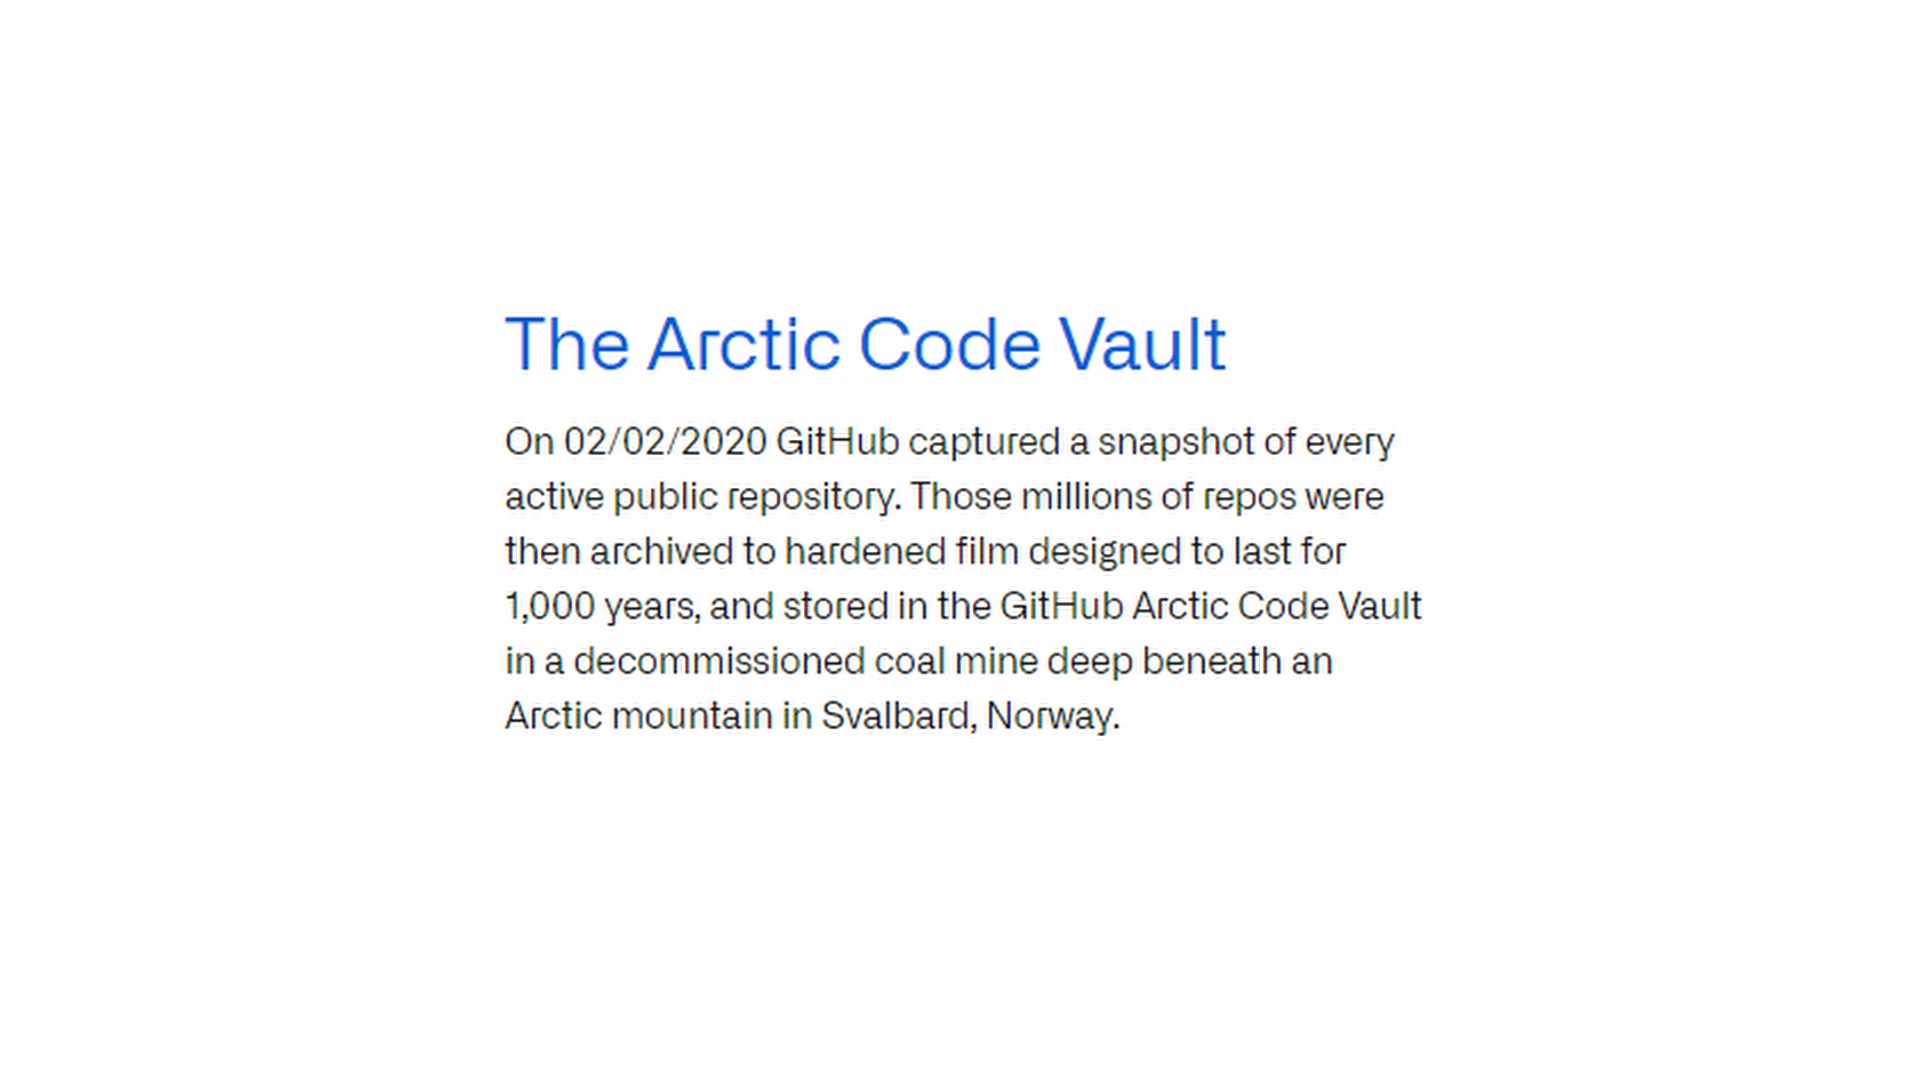 The Arctic Code Vault
On 02/02/2020 GitHub captured a snapshot of every
active public repository. Those millions of repos were
then archived to hardened film designed to last for
1,000 years, and stored in the GitHub Arctic Code Vault
in a decommissioned coal mine deep beneath an
Arctic mountain in Svalbard, Norway.